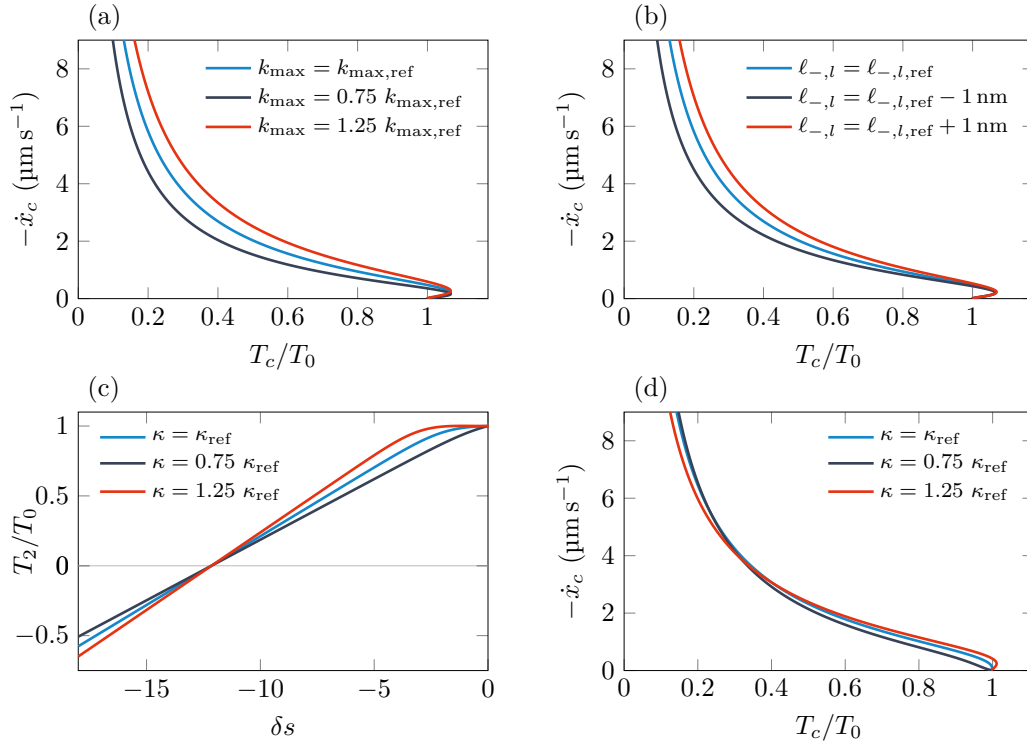 (a)
k_max = k_max,ref
k_max = 0.75 k_max,ref
k_max = 1.25 k_max,ref
−ẋ_c (µm s⁻¹)
0
2
4
6
8
0 0.2 0.4 0.6 0.8 1
T_c/T_0
(b)
ℓ_−,l = ℓ_−,l,ref
ℓ_−,l = ℓ_−,l,ref − 1 nm
ℓ_−,l = ℓ_−,l,ref + 1 nm
−ẋ_c (µm s⁻¹)
8
6
4
2
0
0 0.2 0.4 0.6 0.8 1
T_c/T_0
(c)
κ = κ_ref
κ = 0.75 κ_ref
κ = 1.25 κ_ref
T_2/T_0
1
0.5
0
−0.5
−15 −10 −5 0
δs
(d)
κ = κ_ref
κ = 0.75 κ_ref
κ = 1.25 κ_ref
−ẋ_c (µm s⁻¹)
8
6
4
2
0
0 0.2 0.4 0.6 0.8 1
T_c/T_0